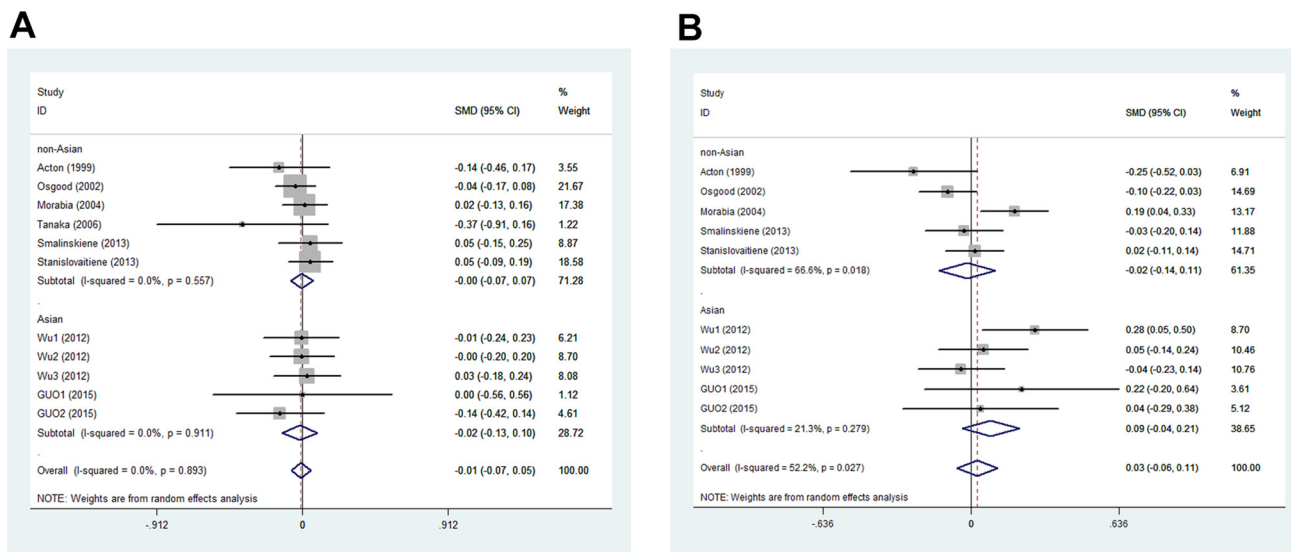 A
Study %
ID SMD (95% CI) Weight
non-Asian
Acton (1999) -0.14 (-0.46, 0.17) 3.55
Osgood (2002) -0.04 (-0.17, 0.08) 21.67
Morabia (2004) 0.02 (-0.13, 0.16) 17.38
Tanaka (2006) -0.37 (-0.91, 0.16) 1.22
Smalinskiene (2013) 0.05 (-0.15, 0.25) 8.87
Stanislovaitiene (2013) 0.05 (-0.09, 0.19) 18.58
Subtotal (I-squared = 0.0%, p = 0.557) -0.00 (-0.07, 0.07) 71.28
.
Asian
Wu1 (2012) -0.01 (-0.24, 0.23) 6.21
Wu2 (2012) -0.00 (-0.20, 0.20) 8.70
Wu3 (2012) 0.03 (-0.18, 0.24) 8.08
GUO1 (2015) 0.00 (-0.56, 0.56) 1.12
GUO2 (2015) -0.14 (-0.42, 0.14) 4.61
Subtotal (I-squared = 0.0%, p = 0.911) -0.02 (-0.13, 0.10) 28.72
.
Overall (I-squared = 0.0%, p = 0.893) -0.01 (-0.07, 0.05) 100.00
NOTE: Weights are from random effects analysis
-.912 0 .912
B
Study %
ID SMD (95% CI) Weight
non-Asian
Acton (1999) -0.25 (-0.52, 0.03) 6.91
Osgood (2002) -0.10 (-0.22, 0.03) 14.69
Morabia (2004) 0.19 (0.04, 0.33) 13.17
Smalinskiene (2013) -0.03 (-0.20, 0.14) 11.88
Stanislovaitiene (2013) 0.02 (-0.11, 0.14) 14.71
Subtotal (I-squared = 66.6%, p = 0.018) -0.02 (-0.14, 0.11) 61.35
.
Asian
Wu1 (2012) 0.28 (0.05, 0.50) 8.70
Wu2 (2012) 0.05 (-0.14, 0.24) 10.46
Wu3 (2012) -0.04 (-0.23, 0.14) 10.76
GUO1 (2015) 0.22 (-0.20, 0.64) 3.61
GUO2 (2015) 0.04 (-0.29, 0.38) 5.12
Subtotal (I-squared = 21.3%, p = 0.279) 0.09 (-0.04, 0.21) 38.65
.
Overall (I-squared = 52.2%, p = 0.027) 0.03 (-0.06, 0.11) 100.00
NOTE: Weights are from random effects analysis
-.636 0 .636